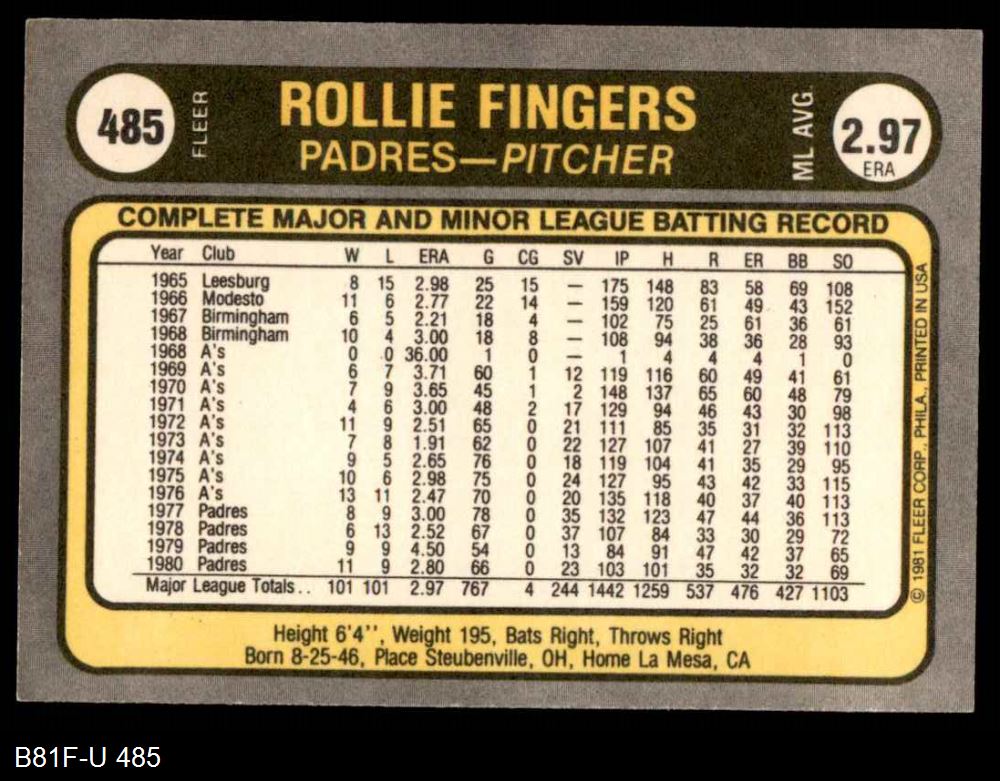 485 FLEER ROLLIE FINGERS ML AVG. 2.97
PADRES—PITCHER ERA
COMPLETE MAJOR AND MINOR LEAGUE BATTING RECORD
Year Club W L ERA G CG SV IP H R ER BB SO
1965 Leesburg 8 15 2.98 25 15 — 175 148 83 58 69 108
1966 Modesto 11 6 2.77 22 14 — 159 120 61 49 43 152
1967 Birmingham 6 5 2.21 18 4 — 102 75 25 61 36 61
1968 Birmingham 10 4 3.00 18 8 — 108 94 38 36 28 93
1968 A's 0 0 36.00 1 0 — 1 4 4 4 1 0
1969 A's 6 7 3.71 60 1 12 119 116 60 49 41 61
1970 A's 7 9 3.65 45 1 2 148 137 65 60 48 79
1971 A's 4 6 3.00 48 2 17 129 94 46 43 30 98
1972 A's 11 9 2.51 65 0 21 111 85 35 31 32 113
1973 A's 7 8 1.91 62 0 22 127 107 41 27 39 110
1974 A's 9 5 2.65 76 0 18 119 104 41 35 29 95
1975 A's 10 6 2.98 75 0 24 127 95 43 42 33 115
1976 A's 13 11 2.47 70 0 20 135 118 40 37 40 113
1977 Padres 8 9 3.00 78 0 35 132 123 47 44 36 113
1978 Padres 6 13 2.52 67 0 37 107 84 33 30 29 72
1979 Padres 9 9 4.50 54 0 13 84 91 47 42 37 65
1980 Padres 11 9 2.80 66 0 23 103 101 35 32 32 69
Major League Totals.. 101 101 2.97 767 4 244 1442 1259 537 476 427 1103
© 1981 FLEER CORP., PHILA., PRINTED IN USA
Height 6'4'', Weight 195, Bats Right, Throws Right
Born 8-25-46, Place Steubenville, OH, Home La Mesa, CA
B81F-U 485